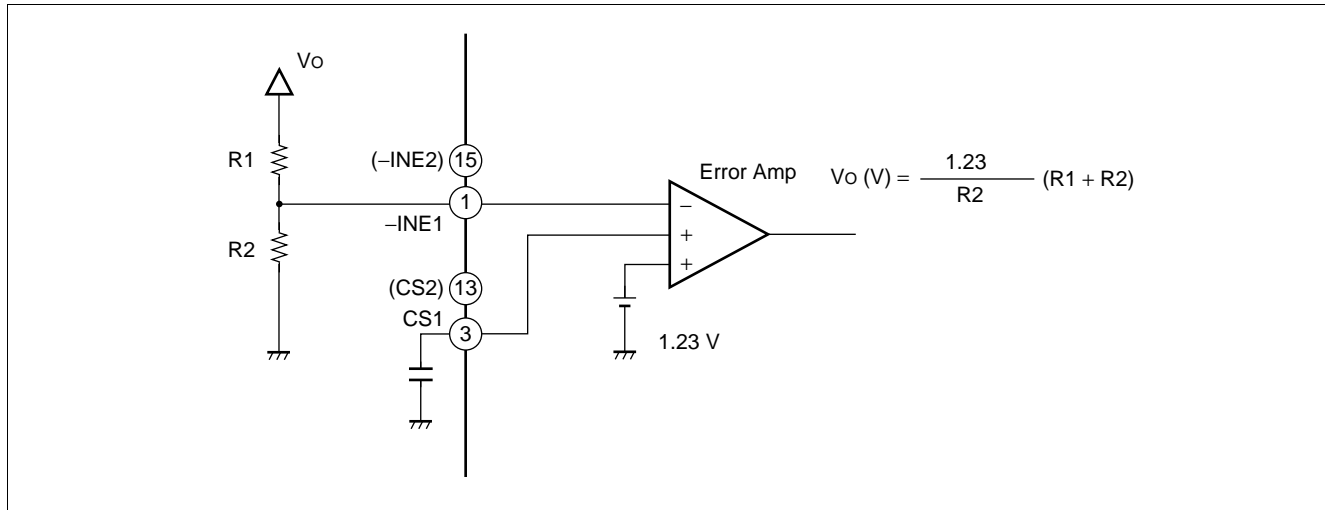 Vo
R1
(−INE2) 15
Error Amp
Vo (V) = 1.23 / R2 (R1 + R2)
1
−
−INE1
+
R2
+
(CS2) 13
CS1
3
1.23 V